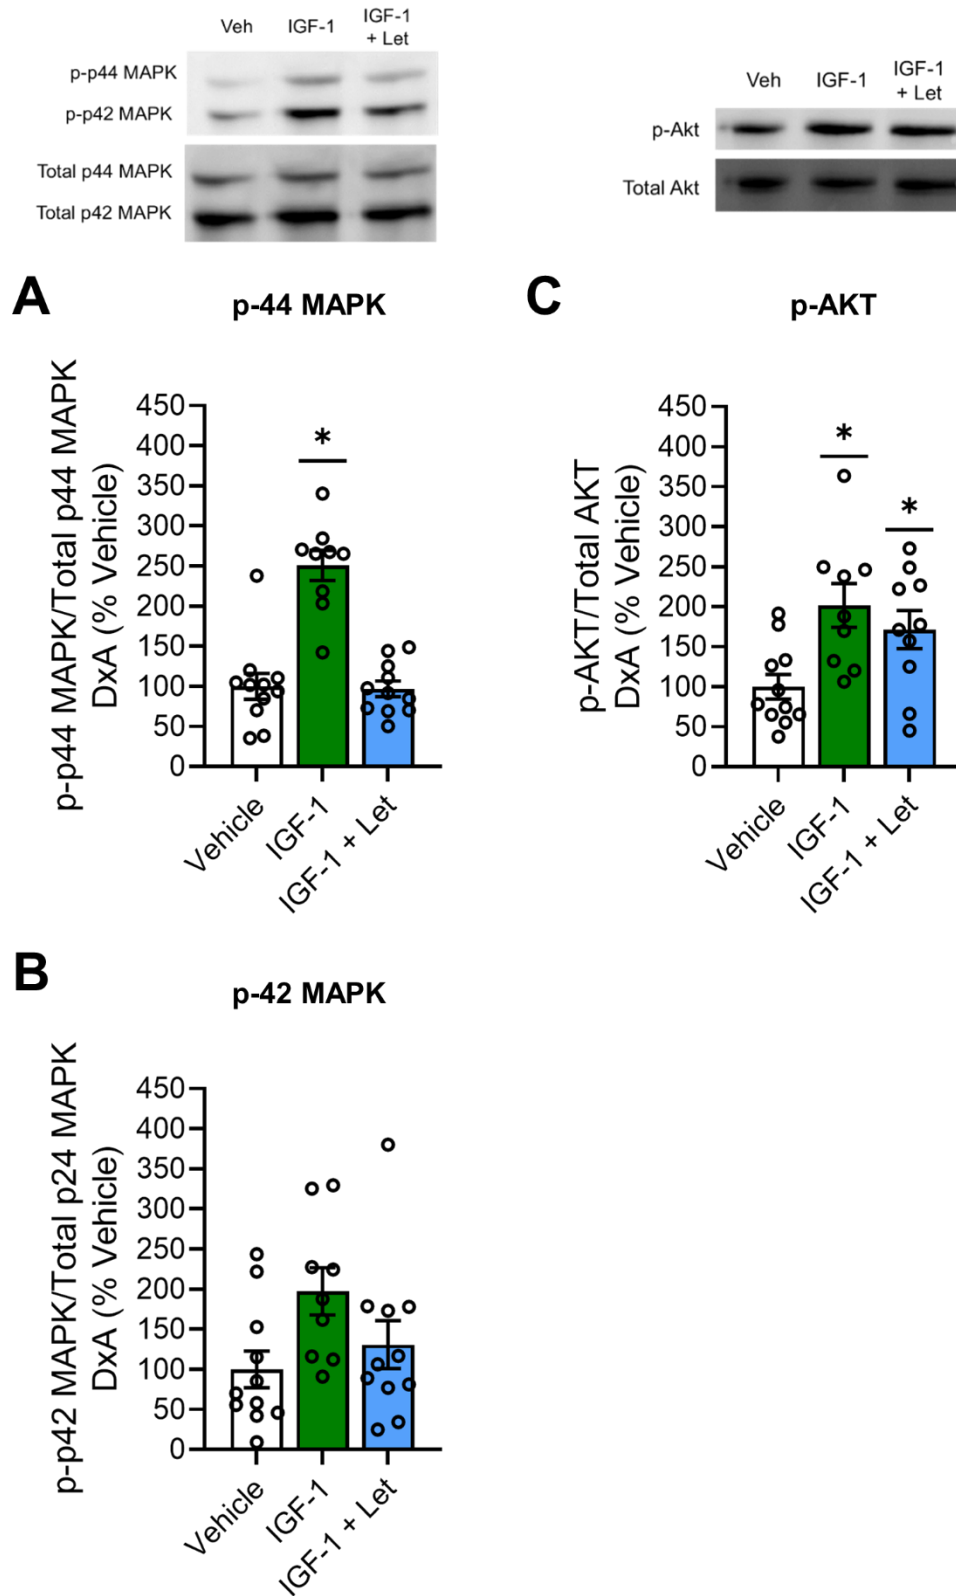 Veh IGF-1 IGF-1
+ Let
p-p44 MAPK
p-p42 MAPK
Total p44 MAPK
Total p42 MAPK
Veh IGF-1 IGF-1
+ Let
p-Akt
Total Akt
A
p-44 MAPK
p-p44 MAPK/Total p44 MAPK
DxA (% Vehicle)
450
400
350
300
250
200
150
100
50
0
*
Vehicle
IGF-1
IGF-1 + Let
C
p-AKT
p-AKT/Total AKT
DxA (% Vehicle)
450
400
350
300
250
200
150
100
50
0
*
*
Vehicle
IGF-1
IGF-1 + Let
B
p-42 MAPK
p-p42 MAPK/Total p24 MAPK
DxA (% Vehicle)
450
400
350
300
250
200
150
100
50
0
Vehicle
IGF-1
IGF-1 + Let